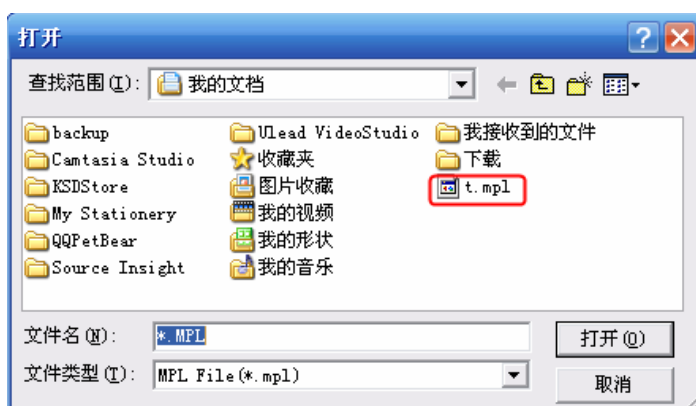 打开
查找范围(I): 我的文档
backup Ulead VideoStudio 我接收到的文件
Camtasia Studio 收藏夹 下载
KSDStore 图片收藏 t.mpl
My Stationery 我的视频
QQPetBear 我的形状
Source Insight 我的音乐
文件名(N): *.MPL 打开(O)
文件类型(T): MPL File(*.mpl) 取消